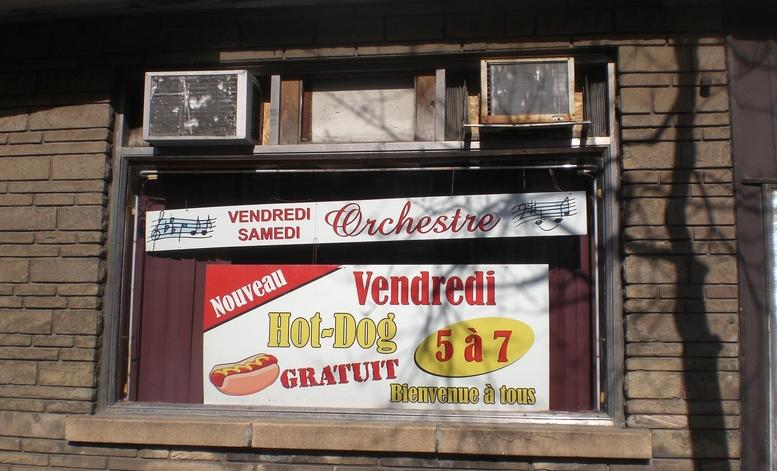 VENDREDI Orchestre
SAMEDI
Nouveau
Vendredi
Hot-Dog
5 à 7
GRATUIT
Bienvenue à tous